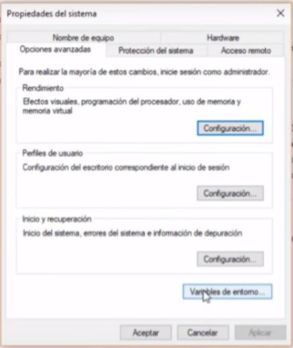 Propiedades del sistema
Nombre de equipo
Hardware
Opciones avanzadas
Protección del sistema
Acceso remoto
Para realizar la mayoría de estos cambios, inicie sesión como administrador.
Rendimiento
Efectos visuales, programación del procesador, uso de memoria y
memoria virtual
Configuración...
Perfiles de usuario
Configuración del escritorio correspondiente al inicio de sesión
Configuración...
Inicio y recuperación
Inicio del sistema, errores del sistema e información de depuración
Configuración...
Variables de entorno...
Aceptar
Cancelar
Aplicar